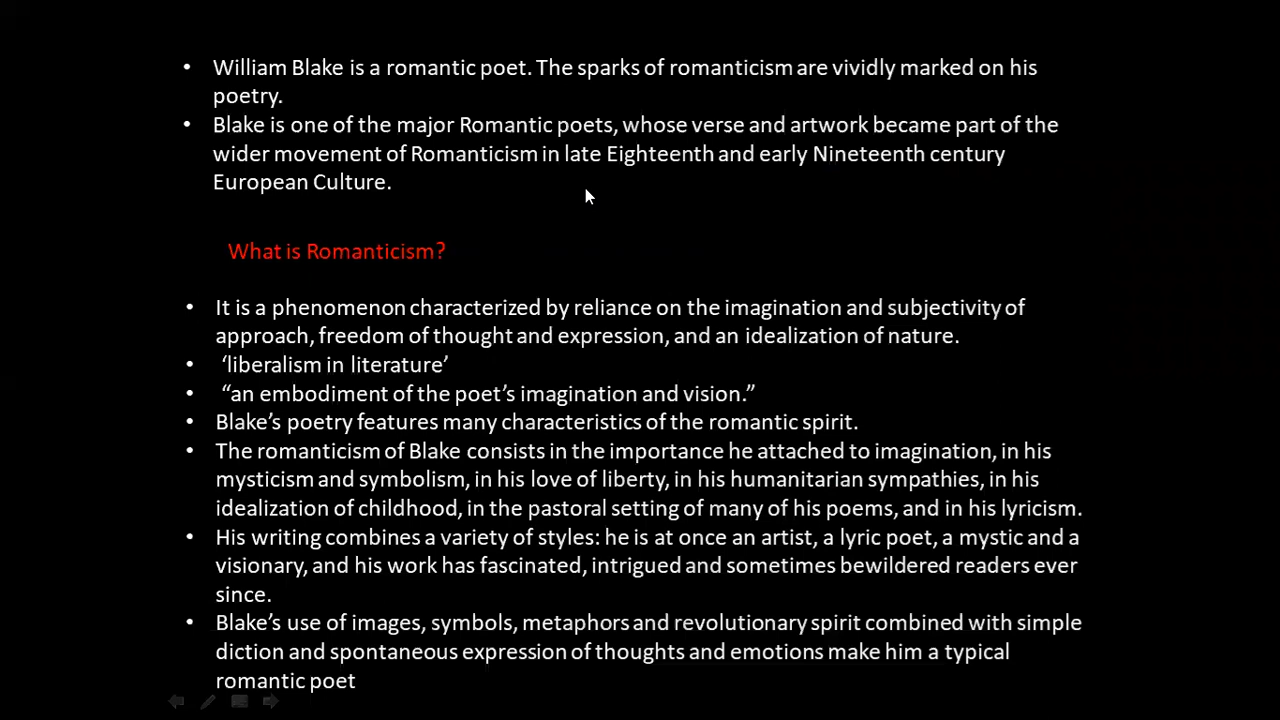 • William Blake is a romantic poet. The sparks of romanticism are vividly marked on his
poetry.
• Blake is one of the major Romantic poets, whose verse and artwork became part of the
wider movement of Romanticism in late Eighteenth and early Nineteenth century
European Culture.
What is Romanticism?
• It is a phenomenon characterized by reliance on the imagination and subjectivity of
approach, freedom of thought and expression, and an idealization of nature.
• ‘liberalism in literature’
• “an embodiment of the poet’s imagination and vision.”
• Blake’s poetry features many characteristics of the romantic spirit.
• The romanticism of Blake consists in the importance he attached to imagination, in his
mysticism and symbolism, in his love of liberty, in his humanitarian sympathies, in his
idealization of childhood, in the pastoral setting of many of his poems, and in his lyricism.
• His writing combines a variety of styles: he is at once an artist, a lyric poet, a mystic and a
visionary, and his work has fascinated, intrigued and sometimes bewildered readers ever
since.
• Blake’s use of images, symbols, metaphors and revolutionary spirit combined with simple
diction and spontaneous expression of thoughts and emotions make him a typical
romantic poet